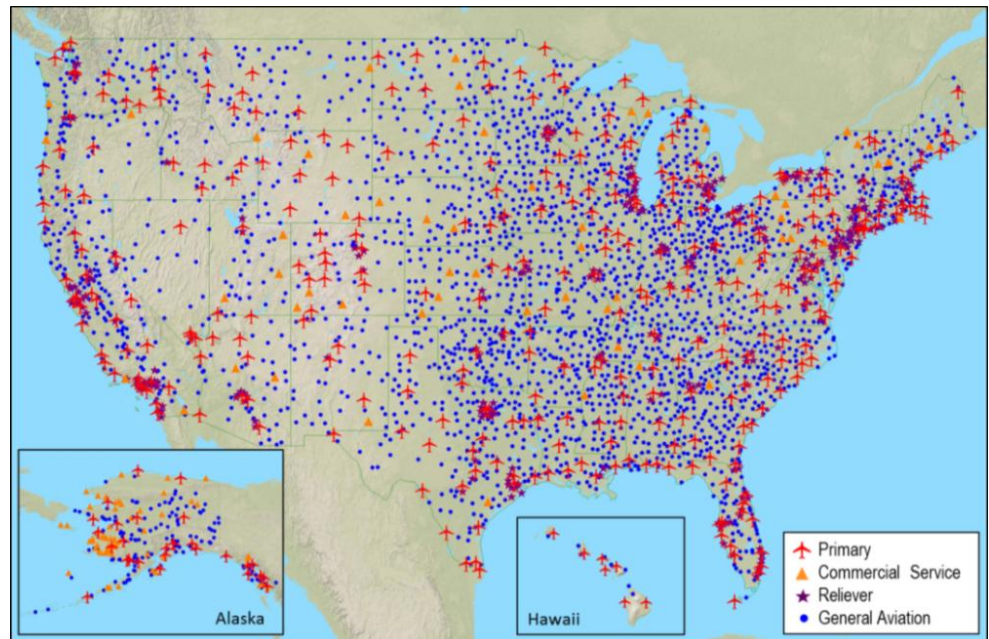 Alaska
Hawaii
Primary
Commercial Service
Reliever
General Aviation